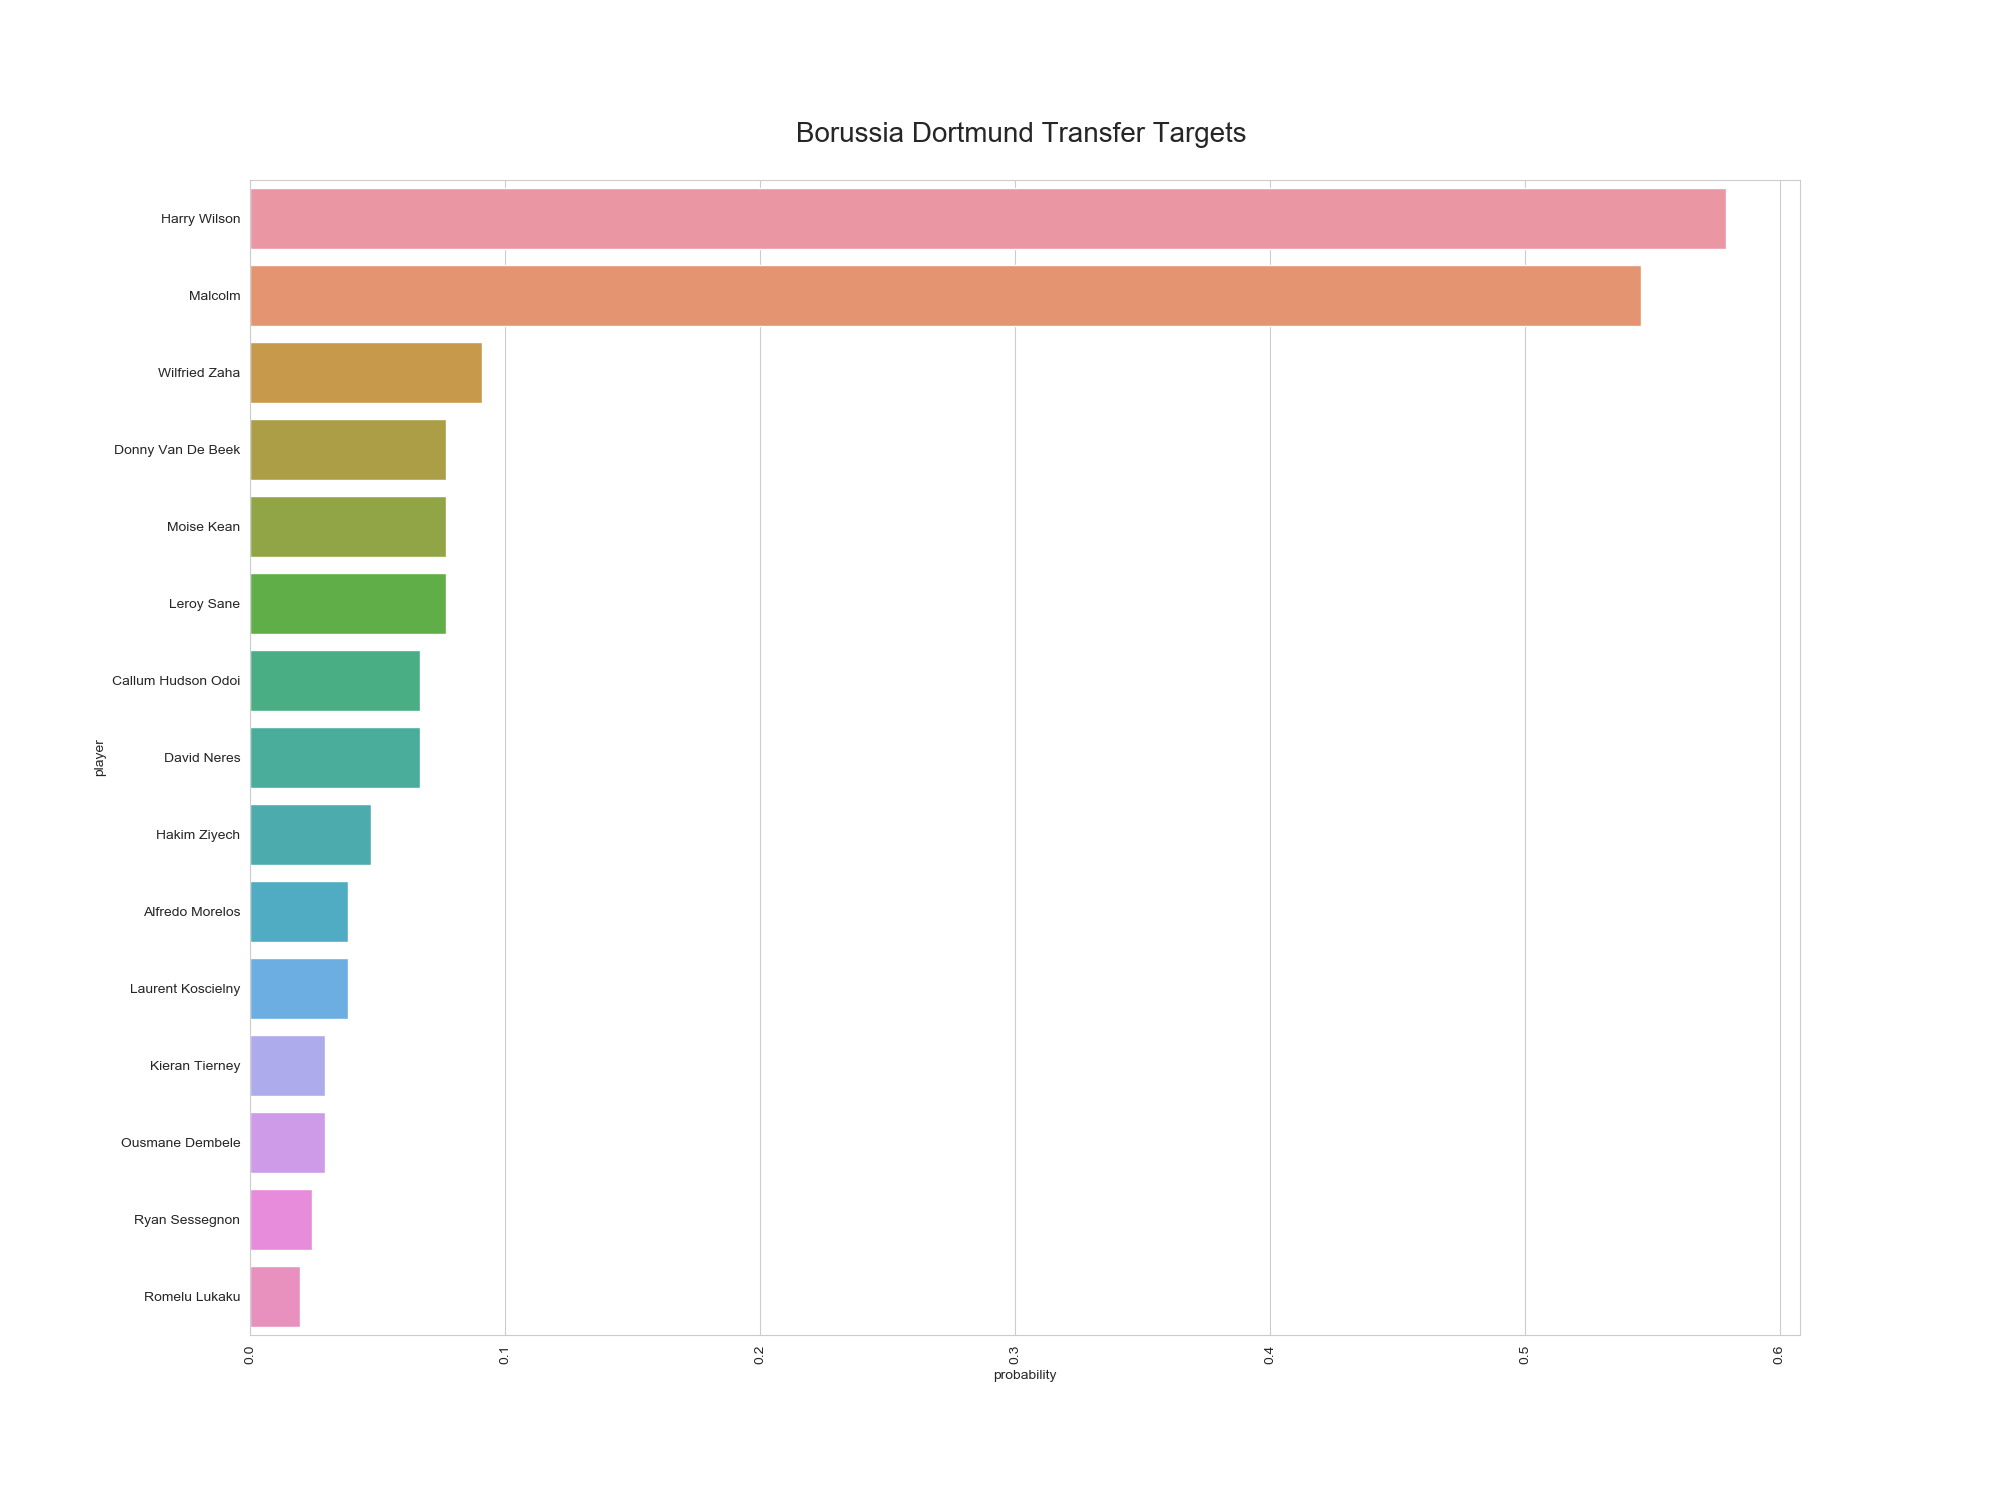 Borussia Dortmund Transfer Targets
Harry Wilson
Malcolm
Wilfried Zaha
Donny Van De Beek
Moise Kean
Leroy Sane
Callum Hudson Odoi
David Neres
Hakim Ziyech
Alfredo Morelos
Laurent Koscielny
Kieran Tierney
Ousmane Dembele
Ryan Sessegnon
Romelu Lukaku
player
0.0
0.1
0.2
0.3
0.4
0.5
0.6
probability